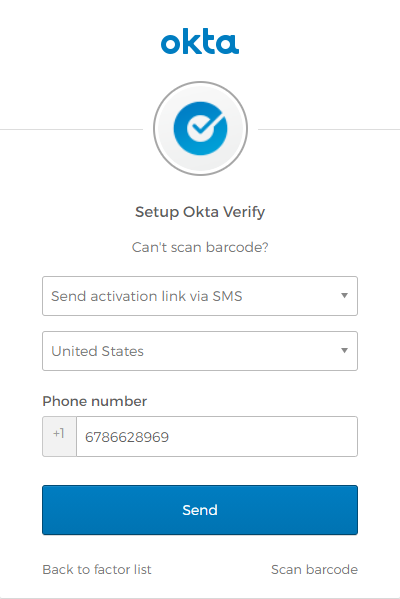 okta
Setup Okta Verify
Can't scan barcode?
Send activation link via SMS
United States
Phone number
+1 6786628969
Send
Back to factor list Scan barcode